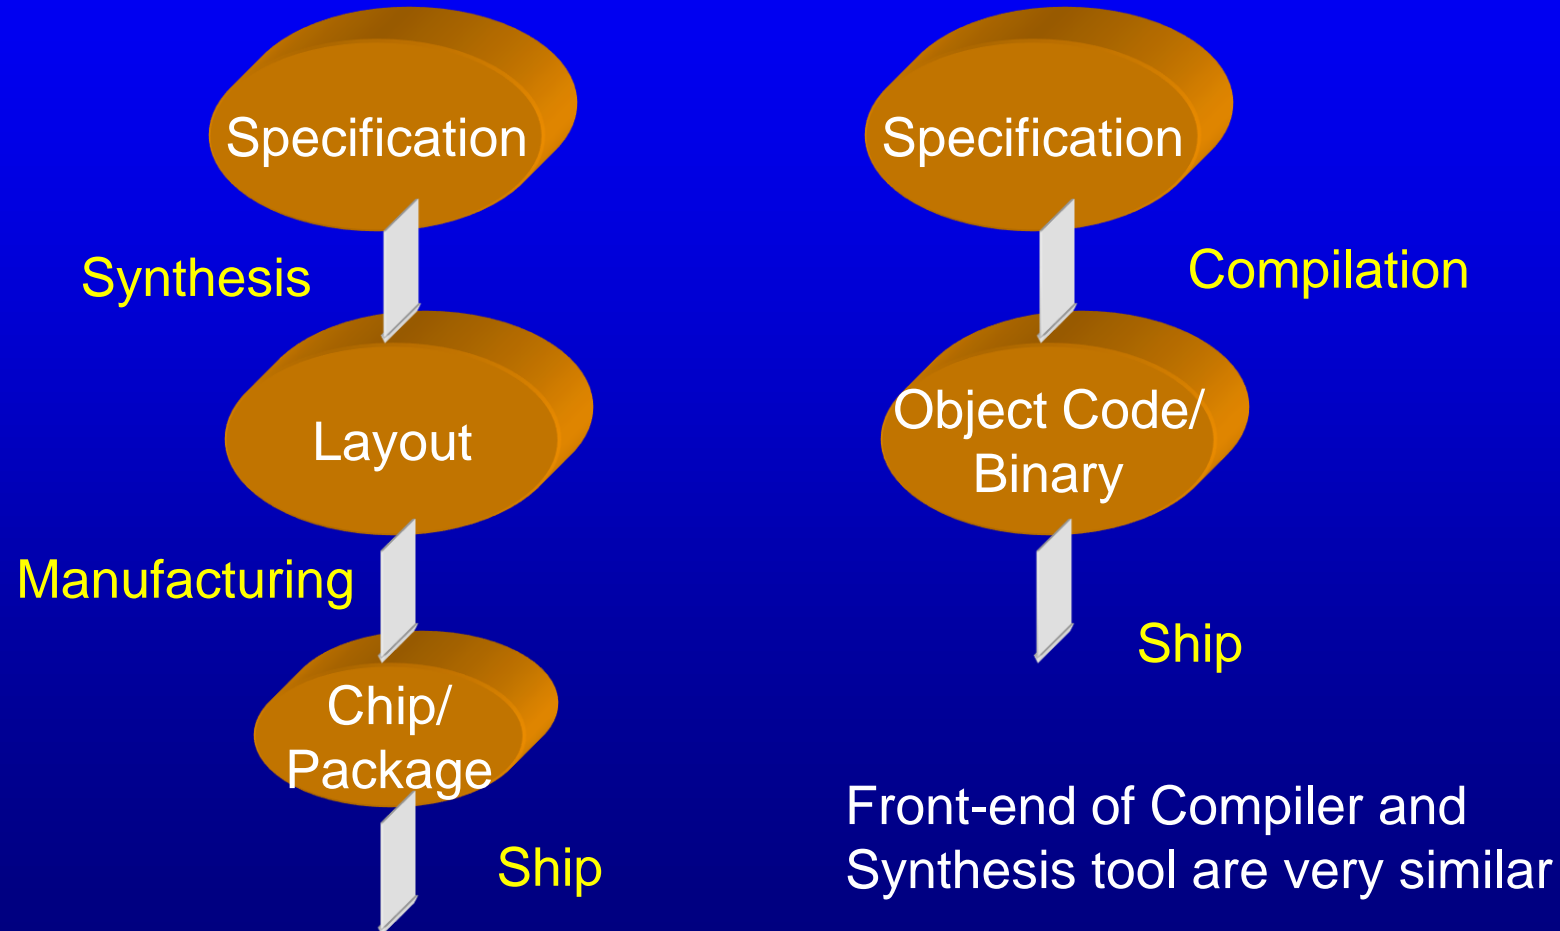 Specification
Synthesis
Layout
Manufacturing
Chip/
Package
Ship
Specification
Compilation
Object Code/
Binary
Ship
Front-end of Compiler and
Synthesis tool are very similar